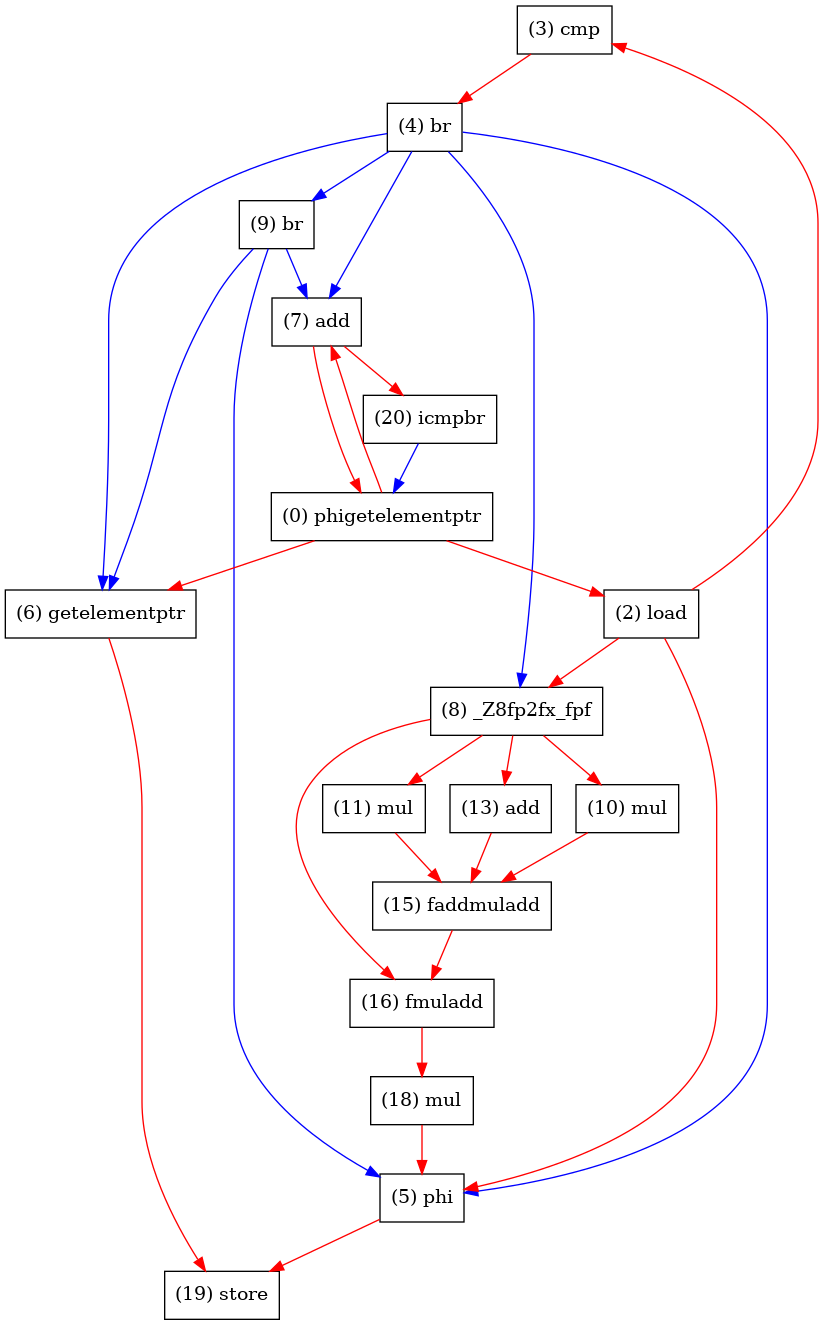 (3) cmp
(4) br
(9) br
(7) add
(20) icmpbr
(0) phigetelementptr
(6) getelementptr
(2) load
(8) _Z8fp2fx_fpf
(11) mul
(13) add
(10) mul
(15) faddmuladd
(16) fmuladd
(18) mul
(5) phi
(19) store